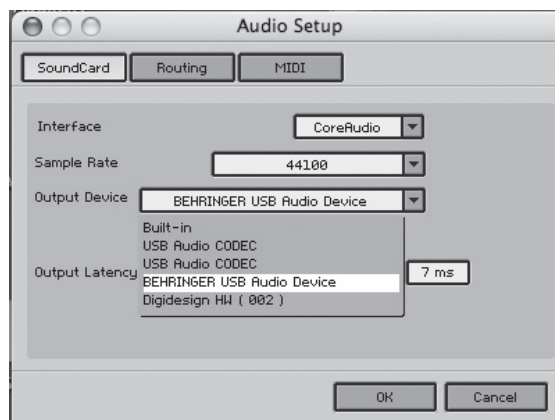 Audio Setup
SoundCard Routing MIDI
Interface CoreAudio
Sample Rate 44100
Output Device BEHRINGER USB Audio Device
Built-in
USB Audio CODEC
USB Audio CODEC
Output Latency 7 ms
BEHRINGER USB Audio Device
Digidesign HW ( 002 )
OK Cancel